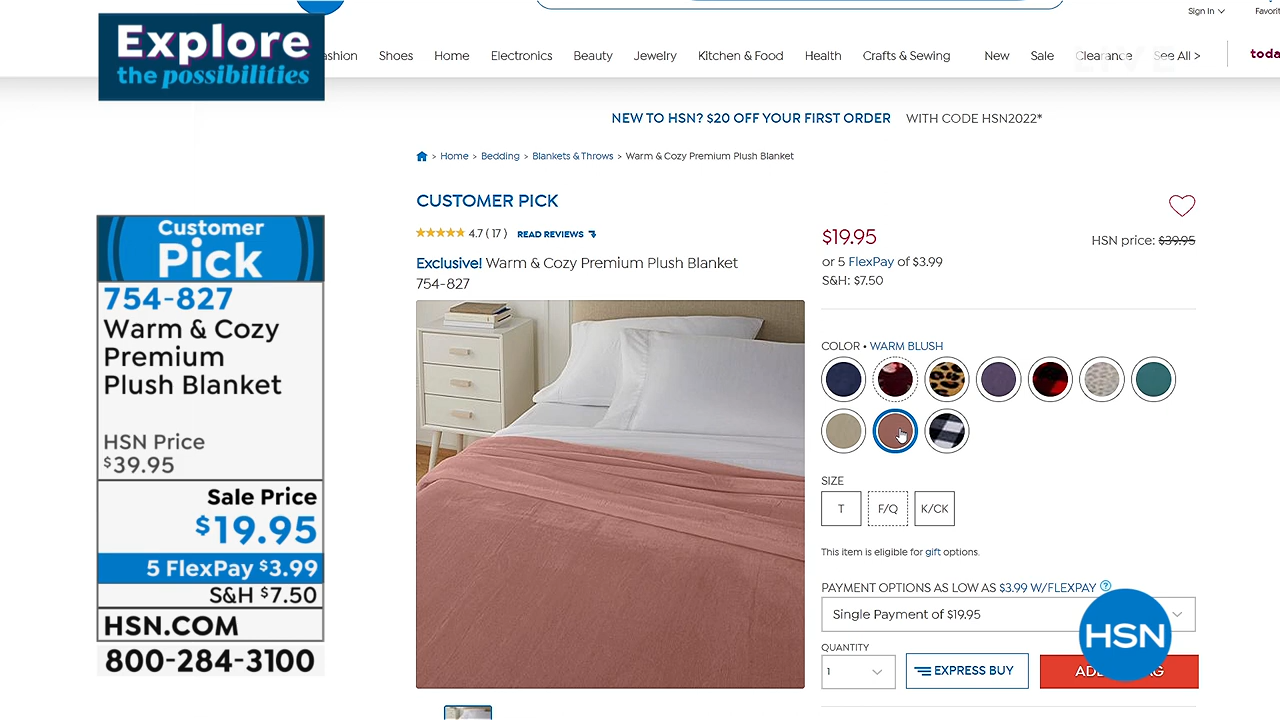 Explore
the possibilities
Sign In
Shoes
Home
Electronics
Beauty
Jewelry
Kitchen & Food
Health
Crafts & Sewing
New
Sale
Clearance
See All >
NEW TO HSN? $20 OFF YOUR FIRST ORDER WITH CODE HSN2022*
> Home > Bedding > Blankets & Throws > Warm & Cozy Premium Plush Blanket
Customer
Pick
754-827
Warm & Cozy
Premium
Plush Blanket
HSN Price
$39.95
Sale Price
$19.95
5 FlexPay $3.99
S&H $7.50
HSN.COM
800-284-3100
CUSTOMER PICK
4.7 ( 17 ) READ REVIEWS
Exclusive! Warm & Cozy Premium Plush Blanket
754-827
$19.95
HSN price: $39.95
or 5 FlexPay of $3.99
S&H: $7.50
COLOR • WARM BLUSH
SIZE
T
F/Q
K/CK
This item is eligible for gift options.
PAYMENT OPTIONS AS LOW AS $3.99 W/FLEXPAY ?
Single Payment of $19.95
QUANTITY
1
EXPRESS BUY
HSN